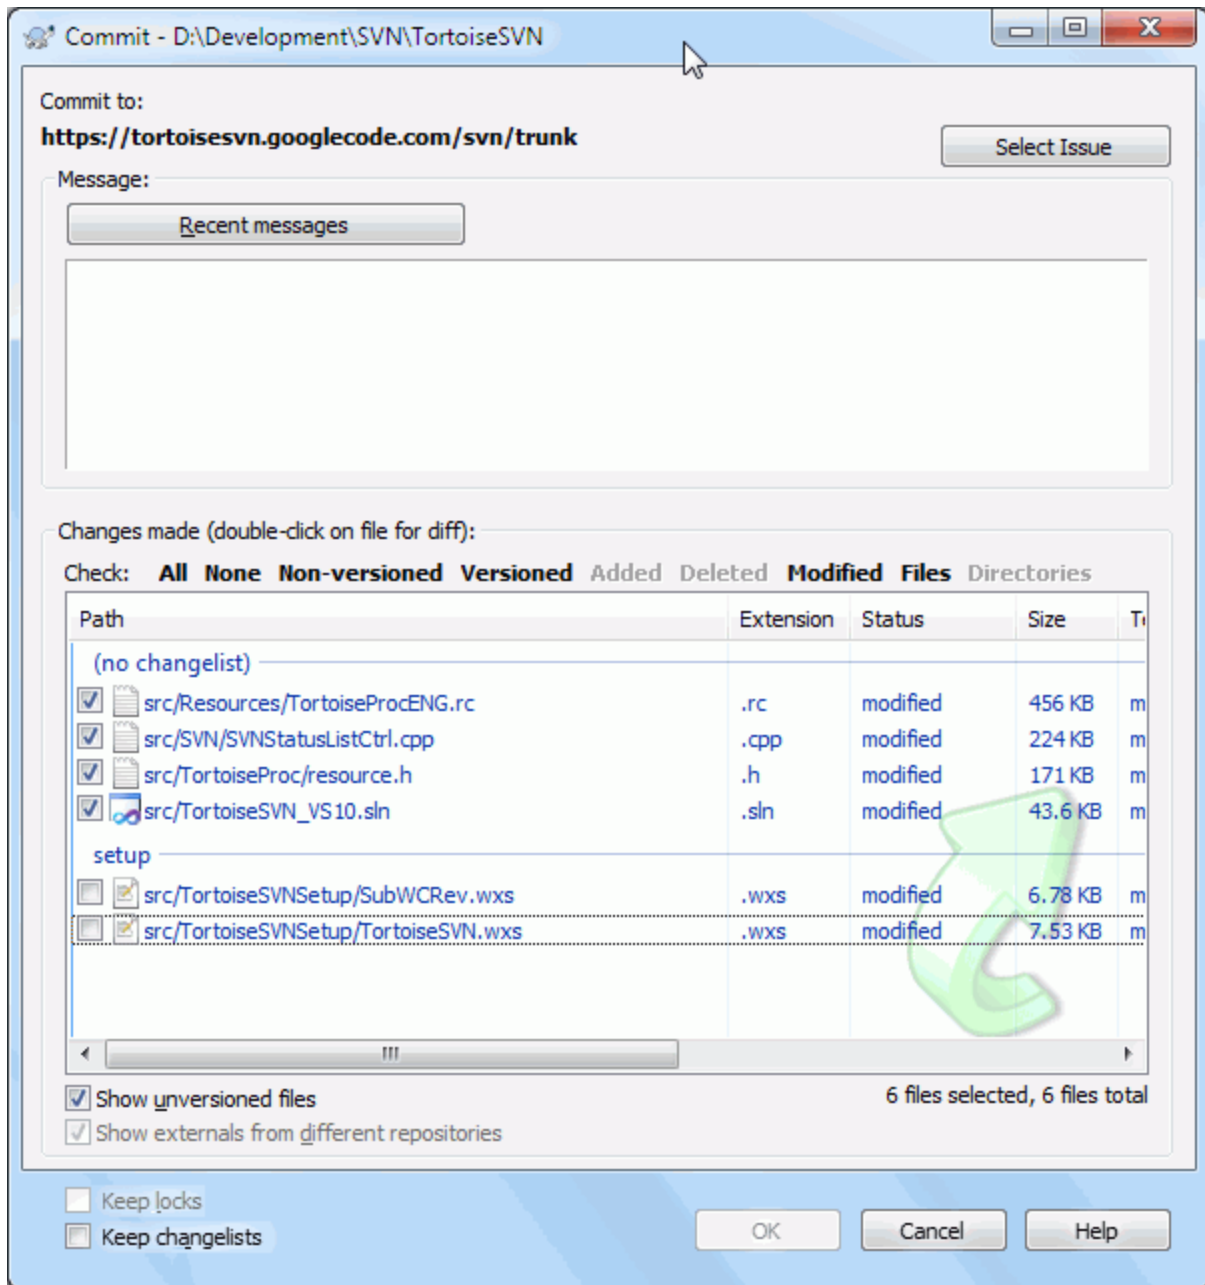 Commit - D:\Development\SVN\TortoiseSVN
Commit to:
https://tortoisesvn.googlecode.com/svn/trunk
Select Issue
Message:
Recent messages
Changes made (double-click on file for diff):
Check: All None Non-versioned Versioned Added Deleted Modified Files Directories
Path Extension Status Size
(no changelist)
src/Resources/TortoiseProcENG.rc .rc modified 456 KB m
src/SVN/SVNStatusListCtrl.cpp .cpp modified 224 KB m
src/TortoiseProc/resource.h .h modified 171 KB m
src/TortoiseSVN_VS10.sln .sln modified 43.6 KB m
setup
src/TortoiseSVNSetup/SubWCRev.wxs .wxs modified 6.78 KB m
src/TortoiseSVNSetup/TortoiseSVN.wxs .wxs modified 7.53 KB m
Show unversioned files
6 files selected, 6 files total
Show externals from different repositories
Keep locks
Keep changelists
OK Cancel Help